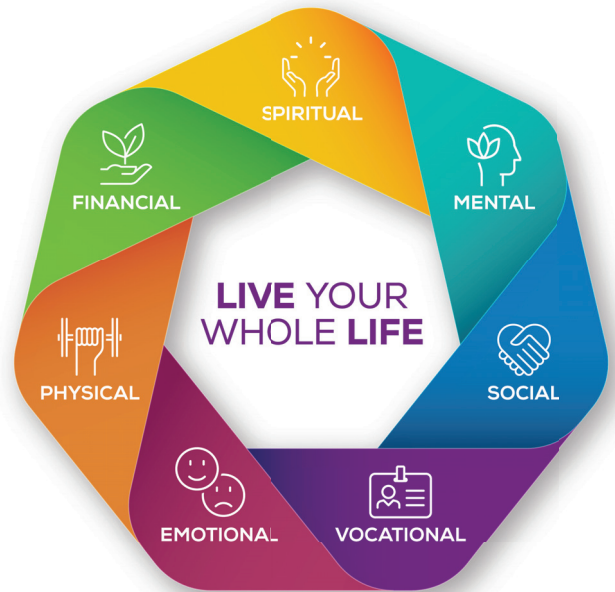 SPIRITUAL
MENTAL
SOCIAL
VOCATIONAL
EMOTIONAL
PHYSICAL
FINANCIAL
LIVE YOUR
WHOLE LIFE